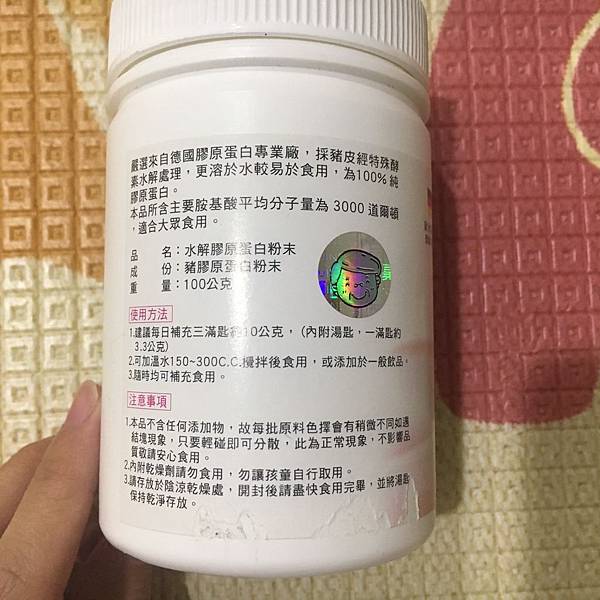 嚴選來自德國膠原蛋白專業廠，採豬皮經特殊酵
素水解處理，更溶於水較易於食用，為100%純
膠原蛋白。
本品所含主要胺基酸平均分子量為 3000 道爾頓
，適合大眾食用。
品　　名：水解膠原蛋白粉末
成　　份：豬膠原蛋白粉末
重　　量：100公克
使用方法
1.建議每日補充三滿匙約10公克，（內附湯匙，一滿匙約
3.3公克）
2.可加溫水150~300C.C.攪拌後食用，或添加於一般飲品。
3.隨時均可補充食用。
注意事項
1.本品不含任何添加物，故每批原料色擇會有稍微不同如遇
結塊現象，只要輕碰即可分散，此為正常現象，不影響品
質敬請安心食用。
2.內附乾燥劑請勿食用，勿讓孩童自行取用。
3.請存放於陰涼乾燥處，開封後請盡快食用完畢，並將湯匙
保持乾淨存放。